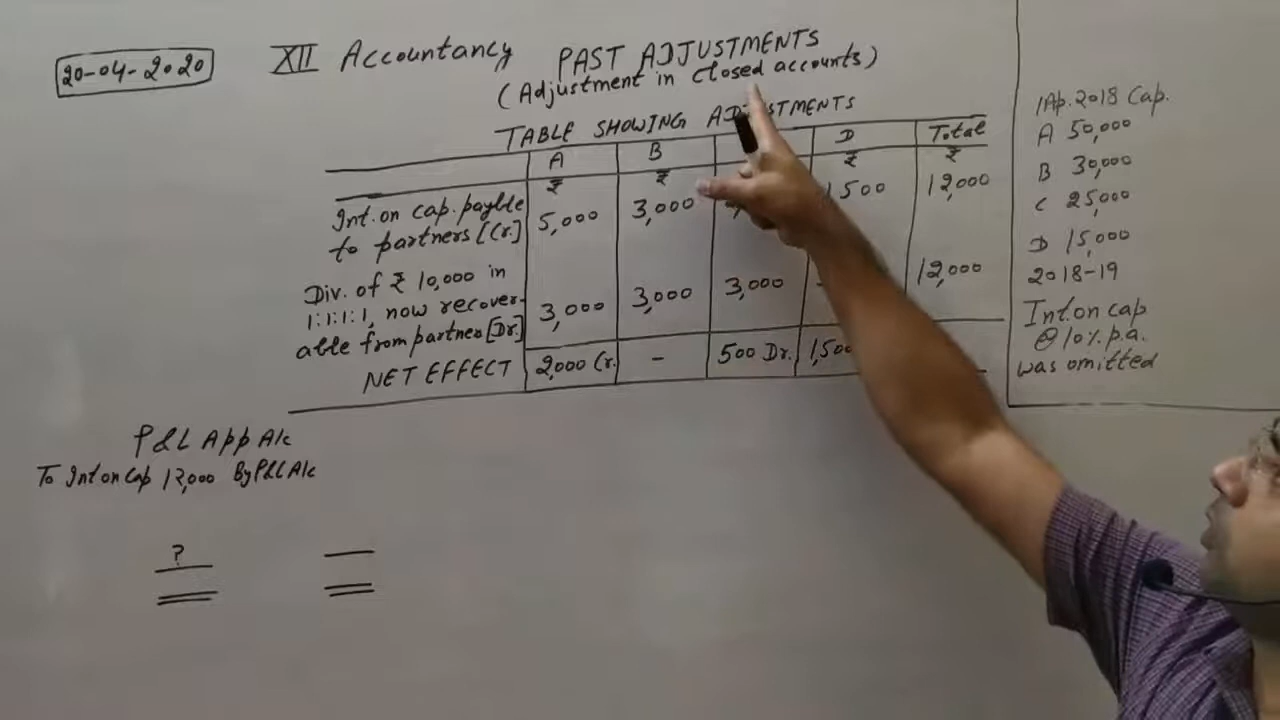 20-04-2020
XII Accountancy PAST ADJUSTMENTS
(Adjustment in closed accounts)
TABLE SHOWING ADJUSTMENTS
A B D Total
₹ ₹ ₹ ₹
Int. on cap. payble
to partners [Cr.] 5,000 3,000 1500 12,000
Div. of ₹ 10,000 in
1:1:1:1, now recover-
able from partner [Dr.] 3,000 3,000 3,000 12,000
NET EFFECT 2,000 Cr. - 500 Dr. 1,500
1Ap. 2018 Cap.
A 50,000
B 30,000
C 25,000
D 15,000
2018-19
Int. on cap
@ 10% p.a.
was omitted
P&L App A/c
To Int on Cap 12,000 By P&L A/c
?